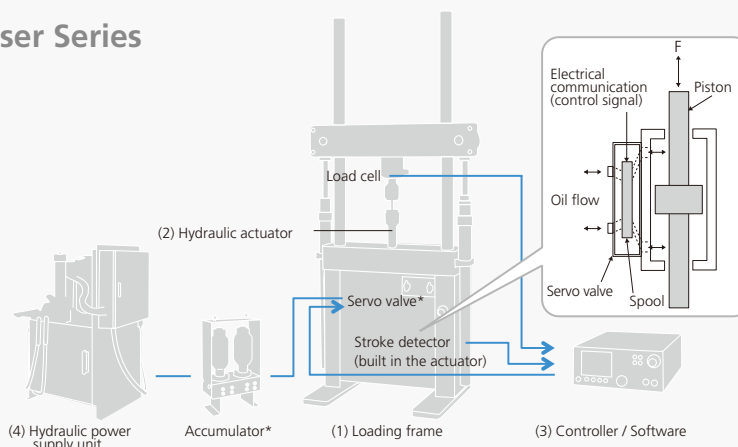 ser Series
F
Electrical
communication
(control signal)
Piston
Load cell
Oil flow
(2) Hydraulic actuator
Servo valve
Spool
Servo valve*
Stroke detector
(built in the actuator)
(4) Hydraulic power
supply unit
Accumulator*
(1) Loading frame
(3) Controller / Software